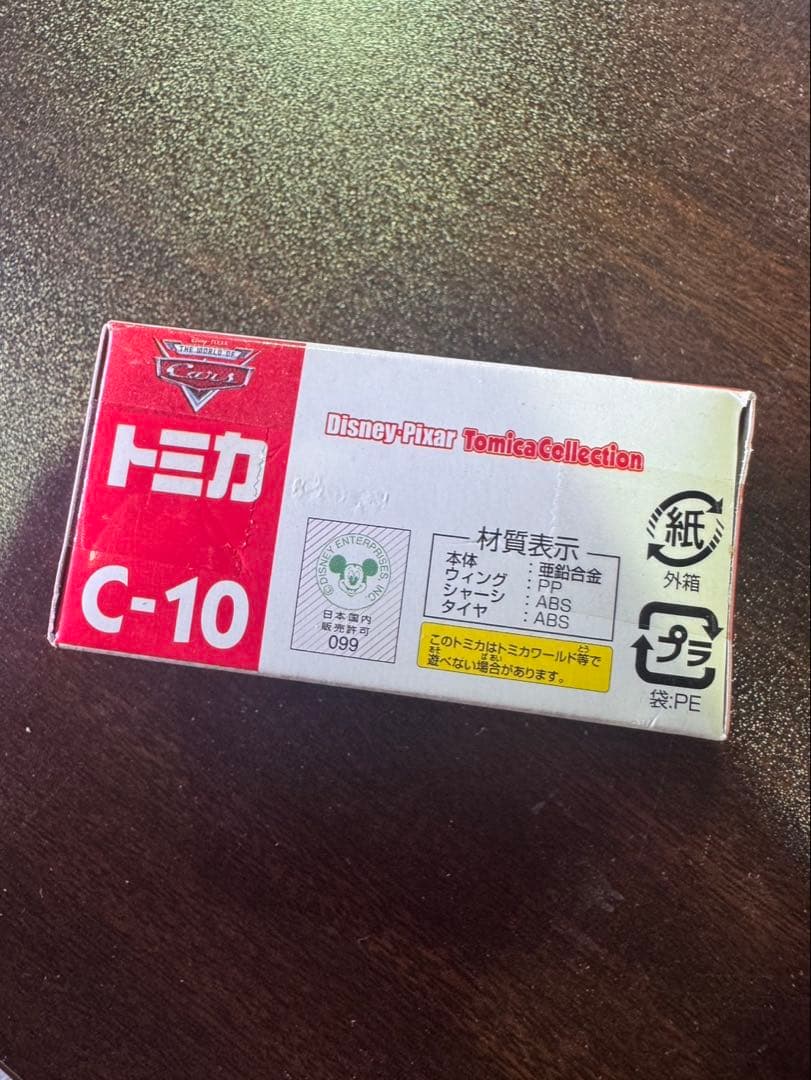 Disney PIXAR
THE WORLD OF
Cars
トミカ
C-10
Disney·Pixar TomicaCollection
©DISNEY ENTERPRISES, INC.
日本国内
販売許可
099
材質表示
本体 : 亜鉛合金
ウィング : PP
シャーシ : ABS
タイヤ : ABS
このトミカはトミカワールド等で
遊べない場合があります。
紙
外箱
プラ
袋:PE